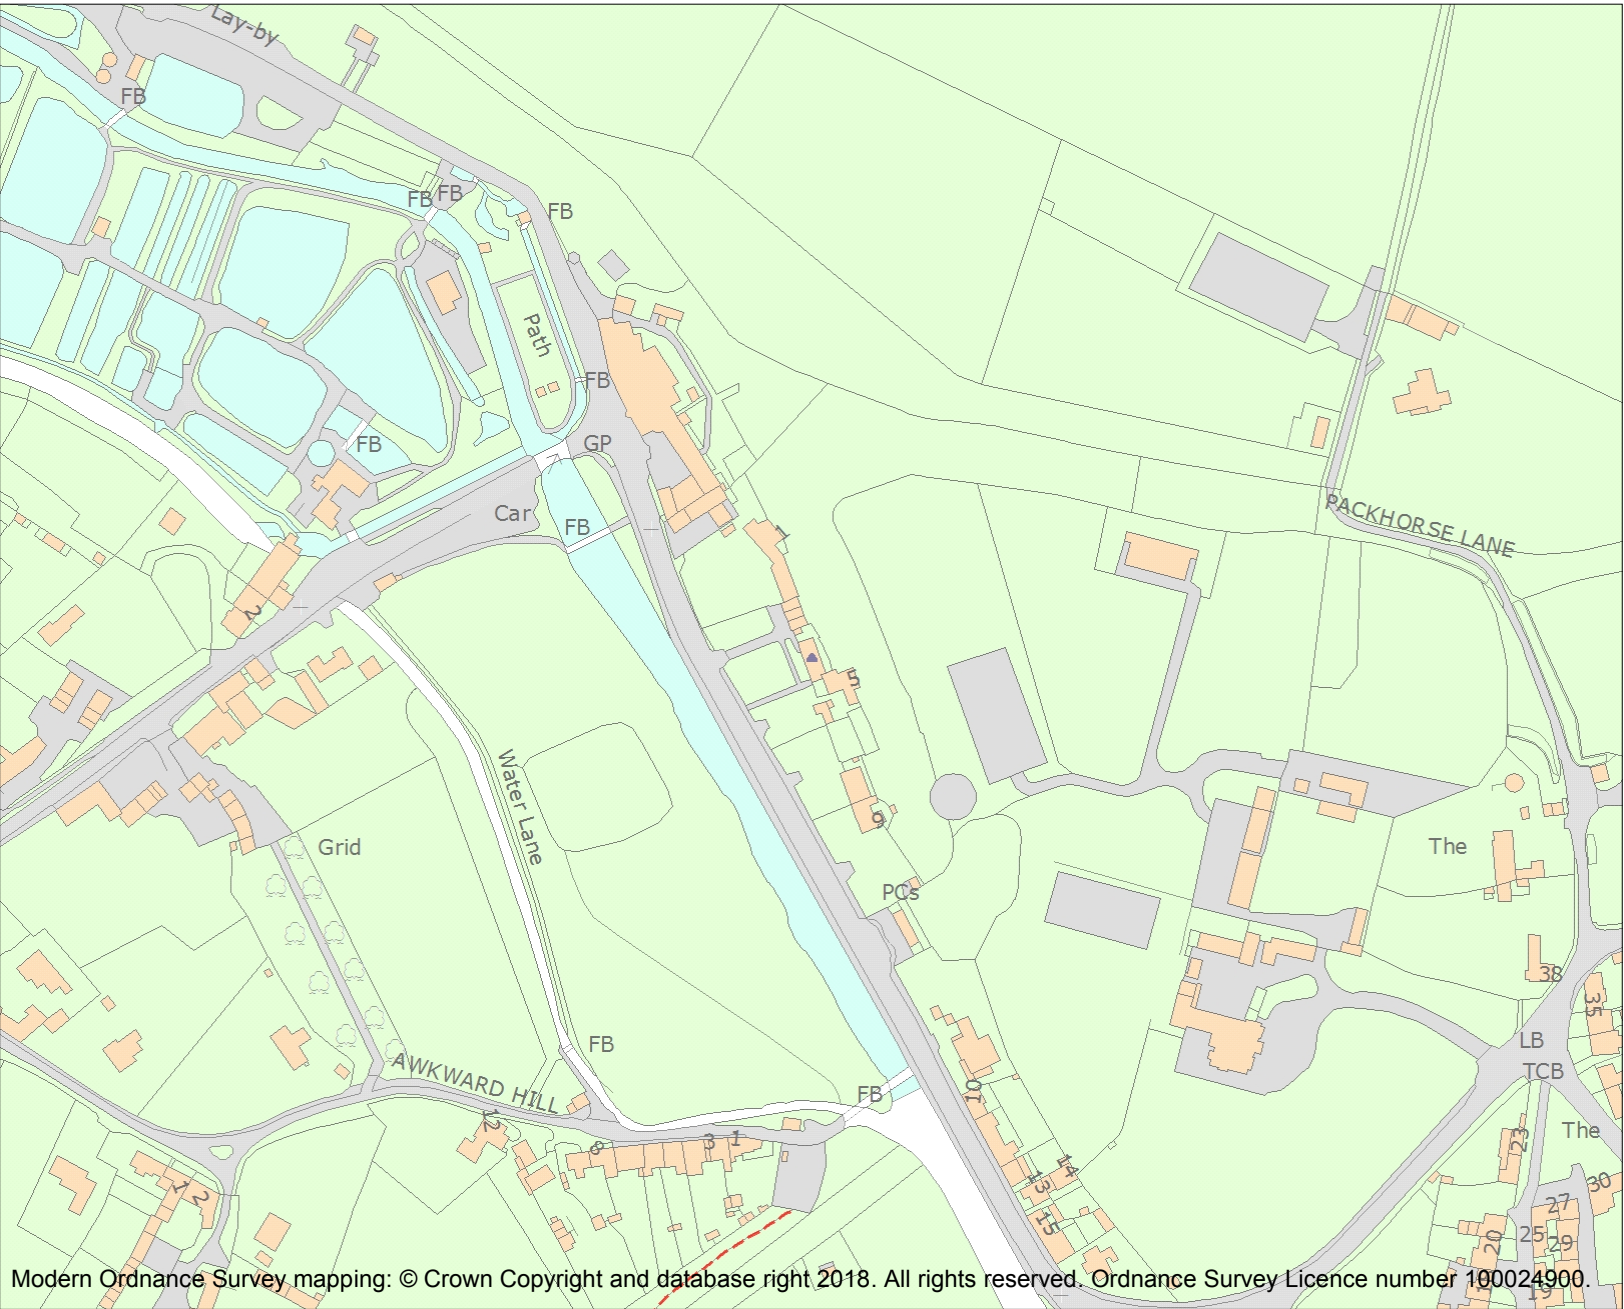 Lay-by
FB
FB
FB
FB
Path
FB
GP
FB
Car
FB
1
PACKHORSE LANE
2
5
Water Lane
9
Grid
The
PCs
38
35
LB
TCB
FB
AWKWARD HILL
FB
10
12
8
3
1
The
23
14
13
30
1
2
15
27
25
29
20
19
Modern Ordnance Survey mapping: © Crown Copyright and database right 2018. All rights reserved. Ordnance Survey Licence number 100024900.